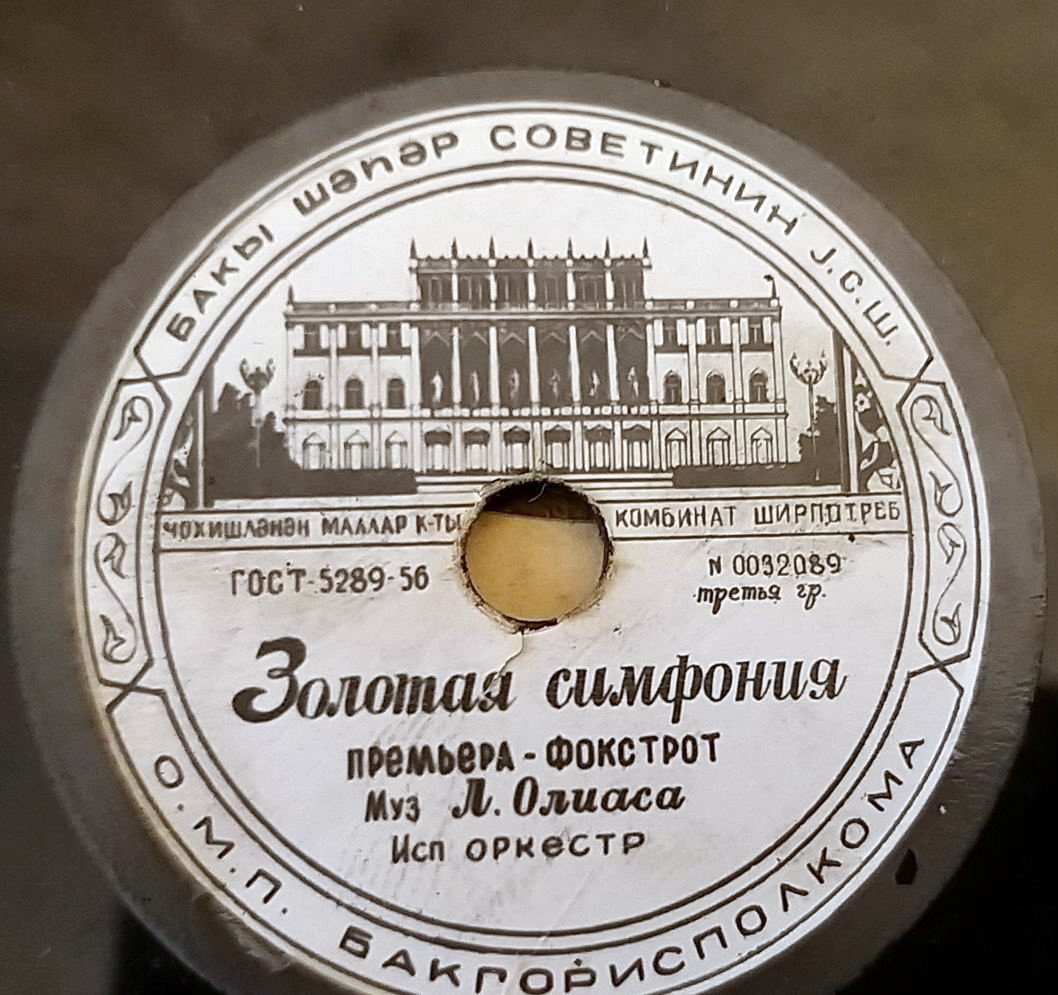 БАКЫ ШӘҺӘР СОВЕТИНИН Ј.С.Ш.
ЧОХИШЛӘНӘН МАЛЛАР К-ТЫ КОМБИНАТ ШИРПОТРЕБ
ГОСТ-5289-56
N 0032089
третья гр.
Золотая симфония
ПРЕМЬЕРА - ФОКСТРОТ
Муз Л. Олиаса
Исп ОРКЕСТР
О.М.П. БАКГОРИСПОЛКОМА